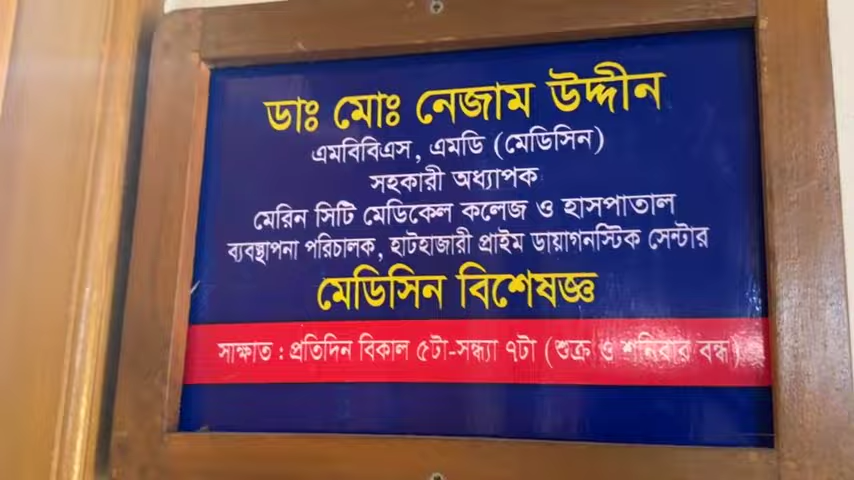 ডাঃ মোঃ নেজাম উদ্দীন
এমবিবিএস, এমডি (মেডিসিন)
সহকারী অধ্যাপক
মেরিন সিটি মেডিকেল কলেজ ও হাসপাতাল
ব্যবস্থাপনা পরিচালক, হাটহাজারী প্রাইম ডায়াগনস্টিক সেন্টার
মেডিসিন বিশেষজ্ঞ
সাক্ষাত : প্রতিদিন বিকাল ৫টা-সন্ধ্যা ৭টা (শুক্র ও শনিবার বন্ধ)